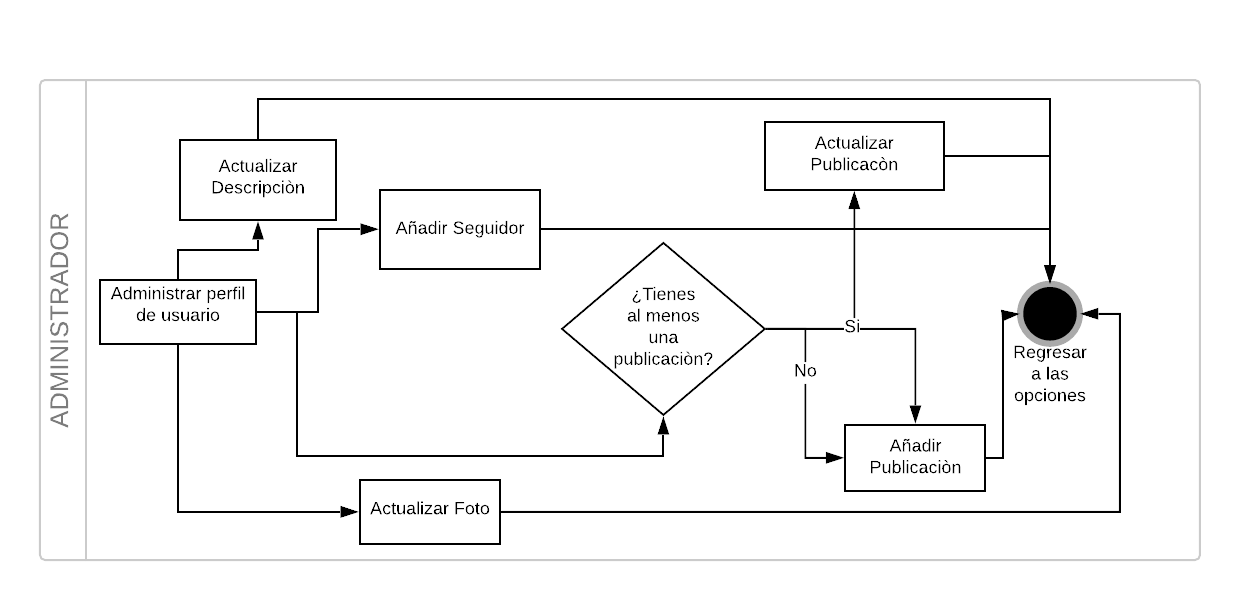 ADMINISTRADOR
Actualizar
Descripciòn
Administrar perfil
de usuario
Añadir Seguidor
Actualizar
Publicacòn
¿Tienes
al menos
una
publicaciòn?
Si
No
Regresar
a las
opciones
Añadir
Publicaciòn
Actualizar Foto